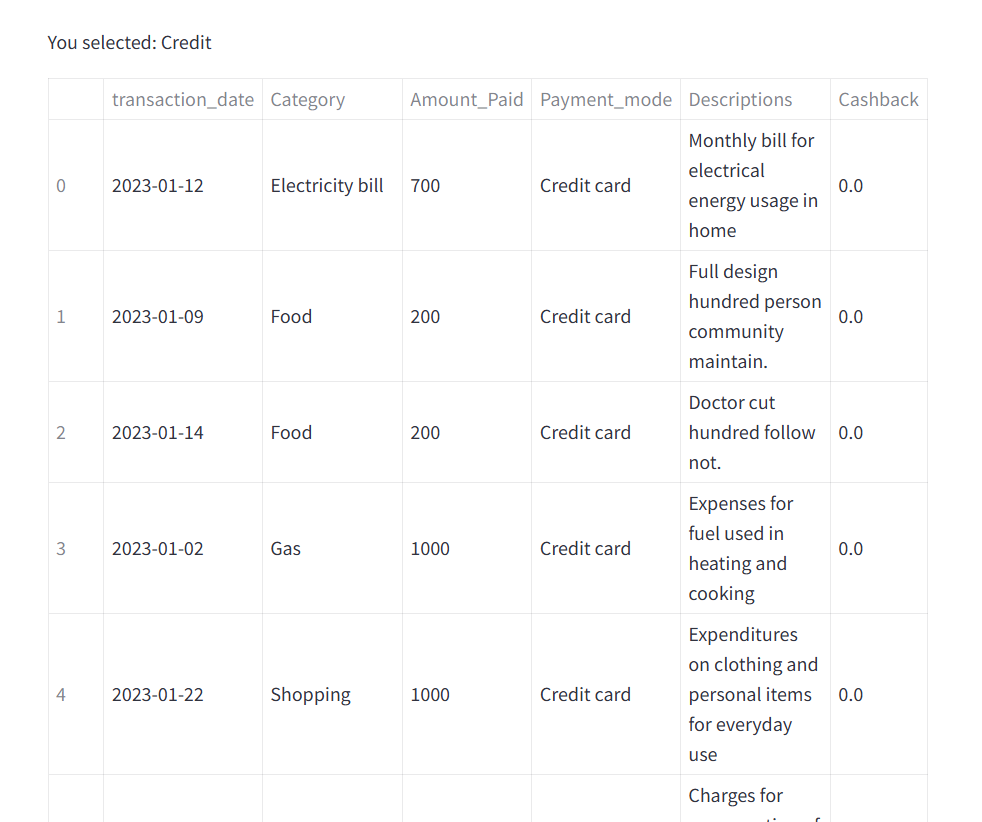 You selected: Credit
transaction_date Category Amount_Paid Payment_mode Descriptions Cashback
0 2023-01-12 Electricity bill 700 Credit card Monthly bill for 0.0
electrical
energy usage in
home
1 2023-01-09 Food 200 Credit card Full design 0.0
hundred person
community
maintain.
2 2023-01-14 Food 200 Credit card Doctor cut 0.0
hundred follow
not.
3 2023-01-02 Gas 1000 Credit card Expenses for 0.0
fuel used in
heating and
cooking
4 2023-01-22 Shopping 1000 Credit card Expenditures 0.0
on clothing and
personal items
for everyday
use
Charges for